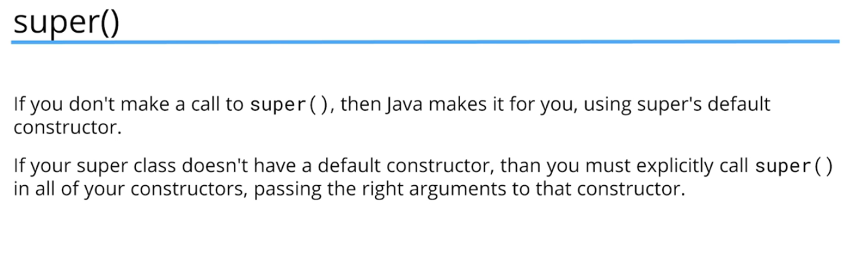 super()
If you don't make a call to super(), then Java makes it for you, using super's default
constructor.
If your super class doesn't have a default constructor, than you must explicitly call super()
in all of your constructors, passing the right arguments to that constructor.